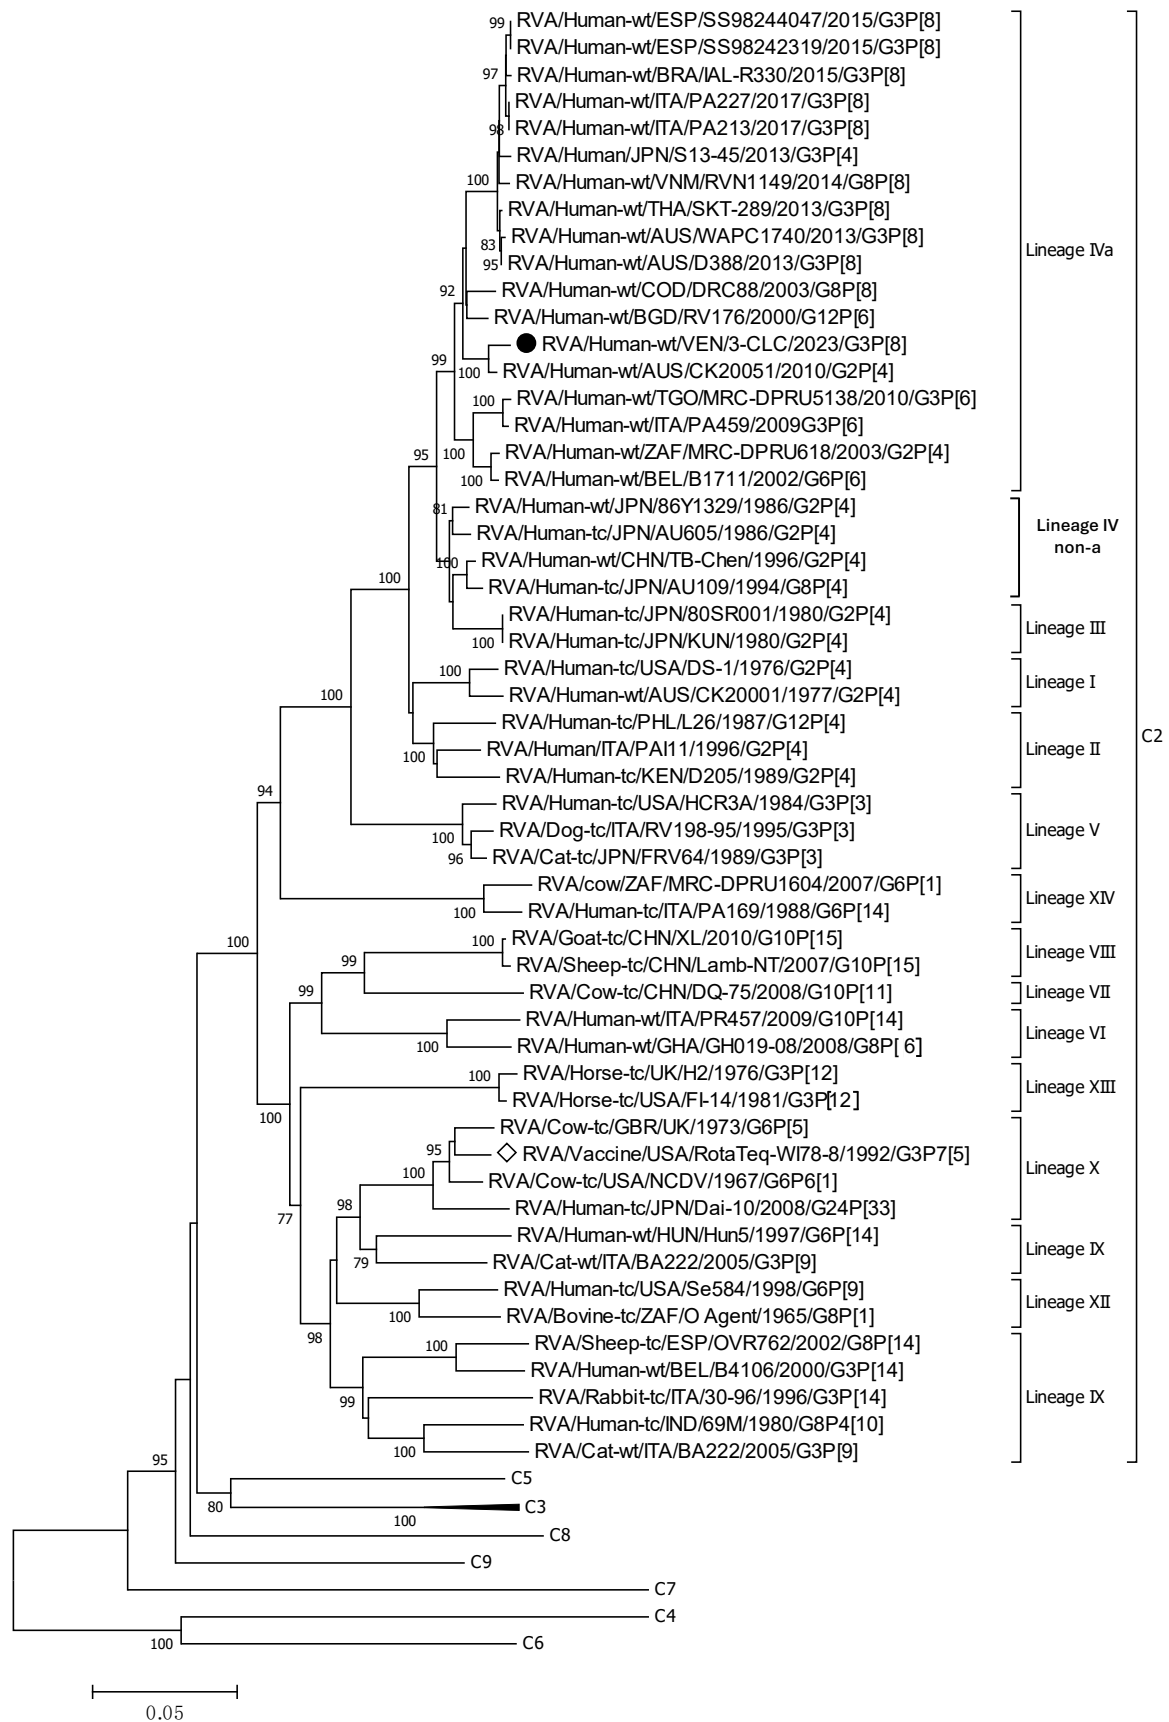 99 RVA/Human-wt/ESP/SS98244047/2015/G3P[8]
RVA/Human-wt/ESP/SS98242319/2015/G3P[8]
97 RVA/Human-wt/BRA/IAL-R330/2015/G3P[8]
RVA/Human-wt/ITA/PA227/2017/G3P[8]
98 RVA/Human-wt/ITA/PA213/2017/G3P[8]
RVA/Human/JPN/S13-45/2013/G3P[4]
100 RVA/Human-wt/VNM/RVN1149/2014/G8P[8]
RVA/Human-wt/THA/SKT-289/2013/G3P[8]
83 RVA/Human-wt/AUS/WAPC1740/2013/G3P[8]
Lineage IVa
95 RVA/Human-wt/AUS/D388/2013/G3P[8]
92 RVA/Human-wt/COD/DRC88/2003/G8P[8]
RVA/Human-wt/BGD/RV176/2000/G12P[6]
RVA/Human-wt/VEN/3-CLC/2023/G3P[8]
99 100 RVA/Human-wt/AUS/CK20051/2010/G2P[4]
100 RVA/Human-wt/TGO/MRC-DPRU5138/2010/G3P[6]
RVA/Human-wt/ITA/PA459/2009G3P[6]
95 100 RVA/Human-wt/ZAF/MRC-DPRU618/2003/G2P[4]
100 RVA/Human-wt/BEL/B1711/2002/G6P[6]
81 RVA/Human-wt/JPN/86Y1329/1986/G2P[4]
Lineage IV
non-a
RVA/Human-tc/JPN/AU605/1986/G2P[4]
100 RVA/Human-wt/CHN/TB-Chen/1996/G2P[4]
100 RVA/Human-tc/JPN/AU109/1994/G8P[4]
RVA/Human-tc/JPN/80SR001/1980/G2P[4]
Lineage III
100 RVA/Human-tc/JPN/KUN/1980/G2P[4]
100 RVA/Human-tc/USA/DS-1/1976/G2P[4]
Lineage I
100 RVA/Human-wt/AUS/CK20001/1977/G2P[4]
RVA/Human-tc/PHL/L26/1987/G12P[4]
C2
100 RVA/Human/ITA/PAI11/1996/G2P[4] Lineage II
RVA/Human-tc/KEN/D205/1989/G2P[4]
94 RVA/Human-tc/USA/HCR3A/1984/G3P[3]
100 RVA/Dog-tc/ITA/RV198-95/1995/G3P[3] Lineage V
96 RVA/Cat-tc/JPN/FRV64/1989/G3P[3]
RVA/cow/ZAF/MRC-DPRU1604/2007/G6P[1]
Lineage XIV
100 RVA/Human-tc/ITA/PA169/1988/G6P[14]
100 100 RVA/Goat-tc/CHN/XL/2010/G10P[15]
Lineage VIII
99 RVA/Sheep-tc/CHN/Lamb-NT/2007/G10P[15]
99 RVA/Cow-tc/CHN/DQ-75/2008/G10P[11] Lineage VII
RVA/Human-wt/ITA/PR457/2009/G10P[14]
Lineage VI
100 RVA/Human-wt/GHA/GH019-08/2008/G8P[ 6]
100 RVA/Horse-tc/UK/H2/1976/G3P[12]
Lineage XIII
100 RVA/Horse-tc/USA/FI-14/1981/G3P[12]
RVA/Cow-tc/GBR/UK/1973/G6P[5]
95 RVA/Vaccine/USA/RotaTeq-WI78-8/1992/G3P7[5]
Lineage X
100 RVA/Cow-tc/USA/NCDV/1967/G6P6[1]
77 98 RVA/Human-tc/JPN/Dai-10/2008/G24P[33]
RVA/Human-wt/HUN/Hun5/1997/G6P[14]
Lineage IX
79 RVA/Cat-wt/ITA/BA222/2005/G3P[9]
RVA/Human-tc/USA/Se584/1998/G6P[9]
Lineage XII
98 100 RVA/Bovine-tc/ZAF/O Agent/1965/G8P[1]
100 RVA/Sheep-tc/ESP/OVR762/2002/G8P[14]
RVA/Human-wt/BEL/B4106/2000/G3P[14]
99 RVA/Rabbit-tc/ITA/30-96/1996/G3P[14] Lineage IX
RVA/Human-tc/IND/69M/1980/G8P4[10]
95 100 RVA/Cat-wt/ITA/BA222/2005/G3P[9]
C5
80 C3
100
C8
C9
C7
C4
100 C6
0.05